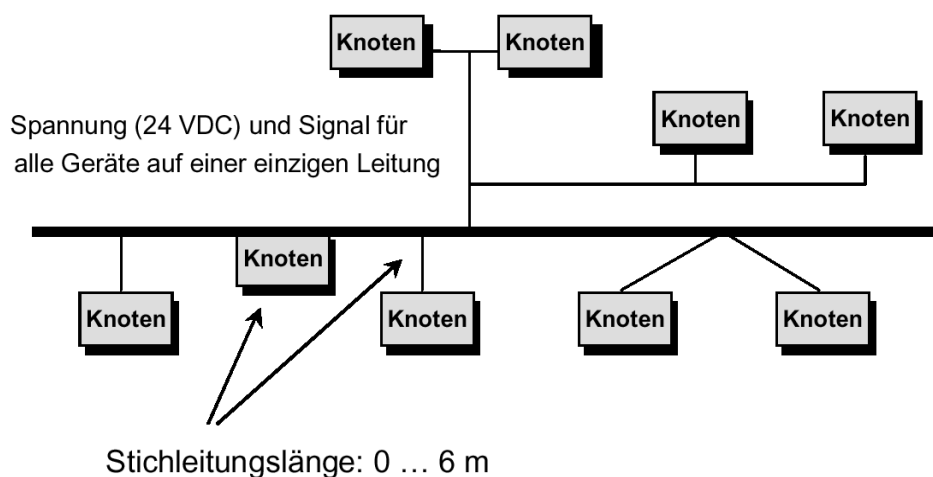 Knoten
Knoten
Knoten
Knoten
Spannung (24 VDC) und Signal für
alle Geräte auf einer einzigen Leitung
Knoten
Knoten
Knoten
Knoten
Knoten
Stichleitungslänge: 0 … 6 m